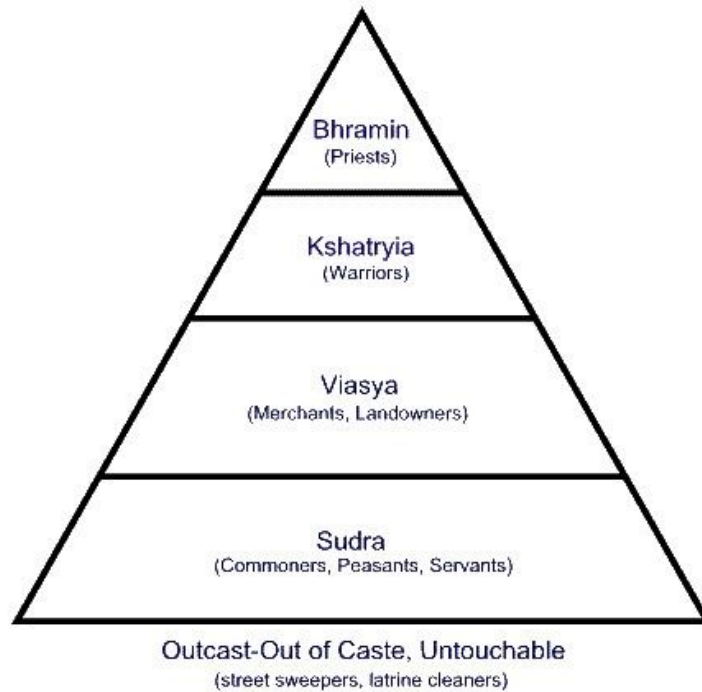 Bhramin
(Priests)
Kshatryia
(Warriors)
Viasya
(Merchants, Landowners)
Sudra
(Commoners, Peasants, Servants)
Outcast-Out of Caste, Untouchable
(street sweepers, latrine cleaners)